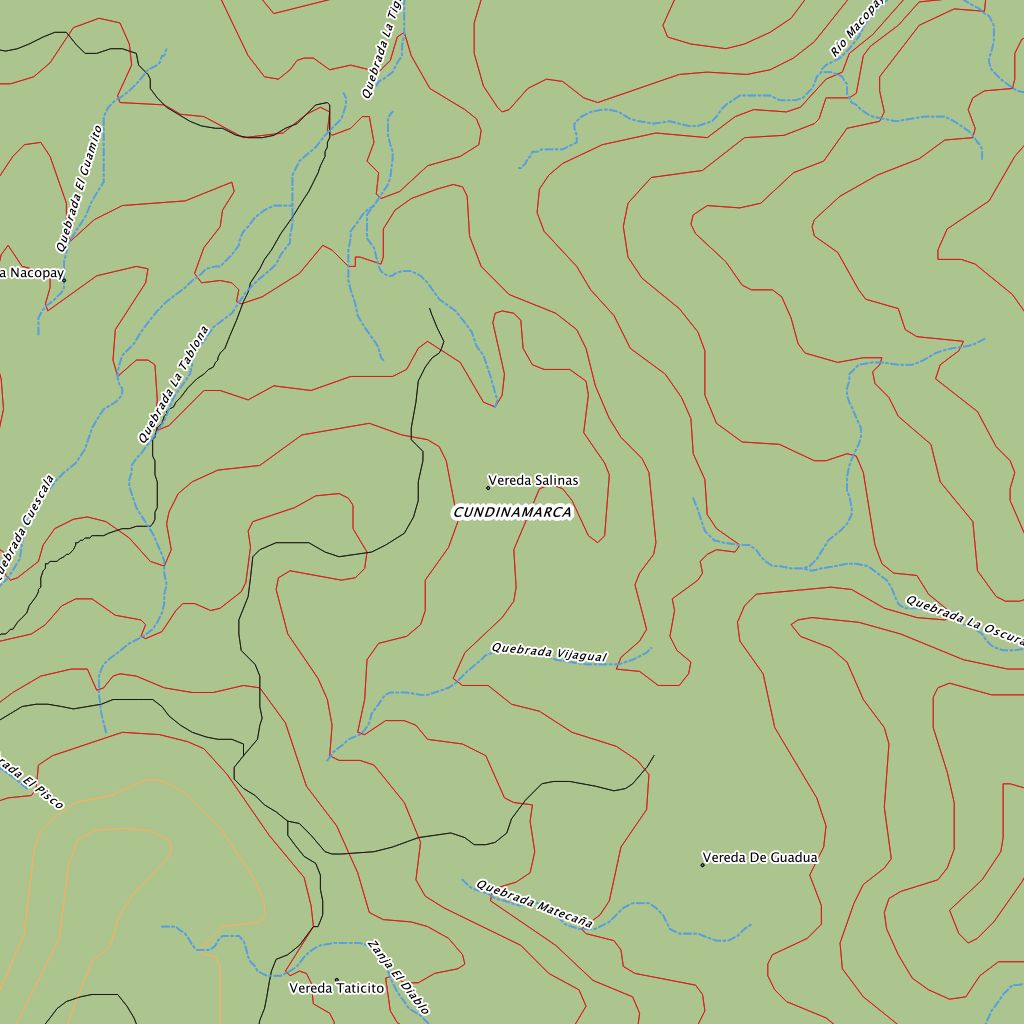 Quebrada La Tig
Río Macopay
Quebrada El Guamito
a Nacopay
Quebrada La Tablona
Quebrada Cuescala
Vereda Salinas
CUNDINAMARCA
Quebrada La Oscura
Quebrada Vijagual
rada El Pisco
Vereda De Guadua
Quebrada Matecaña
Zanja El Diablo
Vereda Taticito